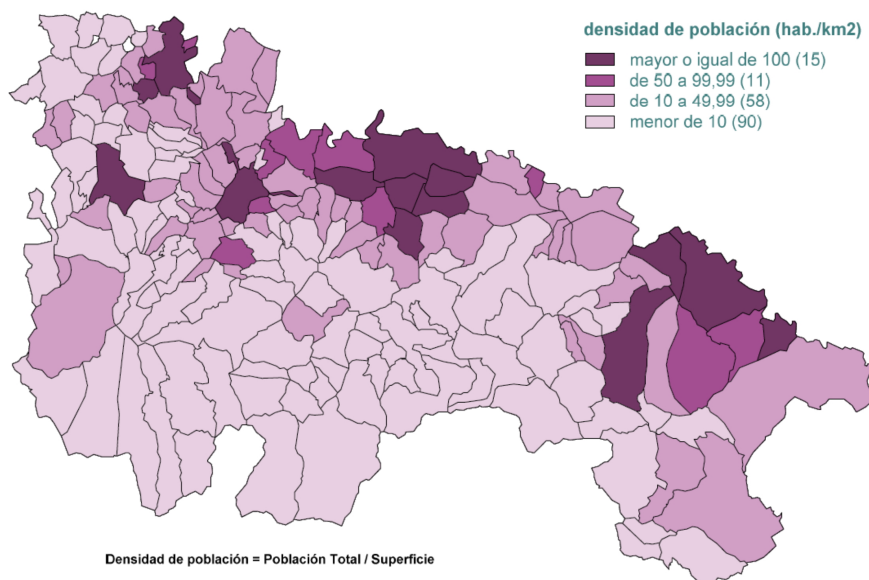 densidad de población (hab./km2)
mayor o igual de 100 (15)
de 50 a 99,99 (11)
de 10 a 49,99 (58)
menor de 10 (90)
Densidad de población = Población Total / Superficie